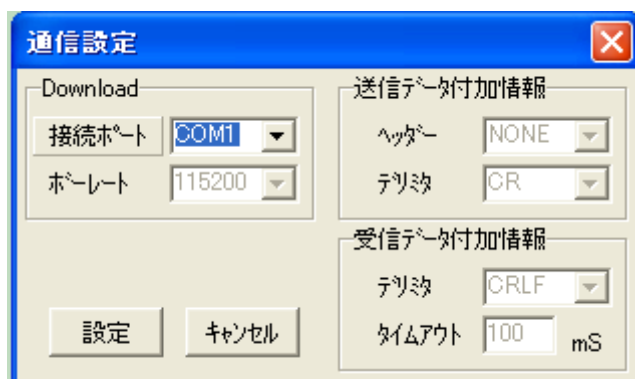 通信設定
Download
接続ﾎﾟｰﾄ COM1
ﾎﾞｰﾚｰﾄ 115200
送信ﾃﾞｰﾀ付加情報
ﾍｯﾀﾞｰ NONE
ﾃﾞﾘﾐﾀ CR
受信ﾃﾞｰﾀ付加情報
ﾃﾞﾘﾐﾀ CRLF
ﾀｲﾑｱｳﾄ 100 mS
設定 ｷｬﾝｾﾙ